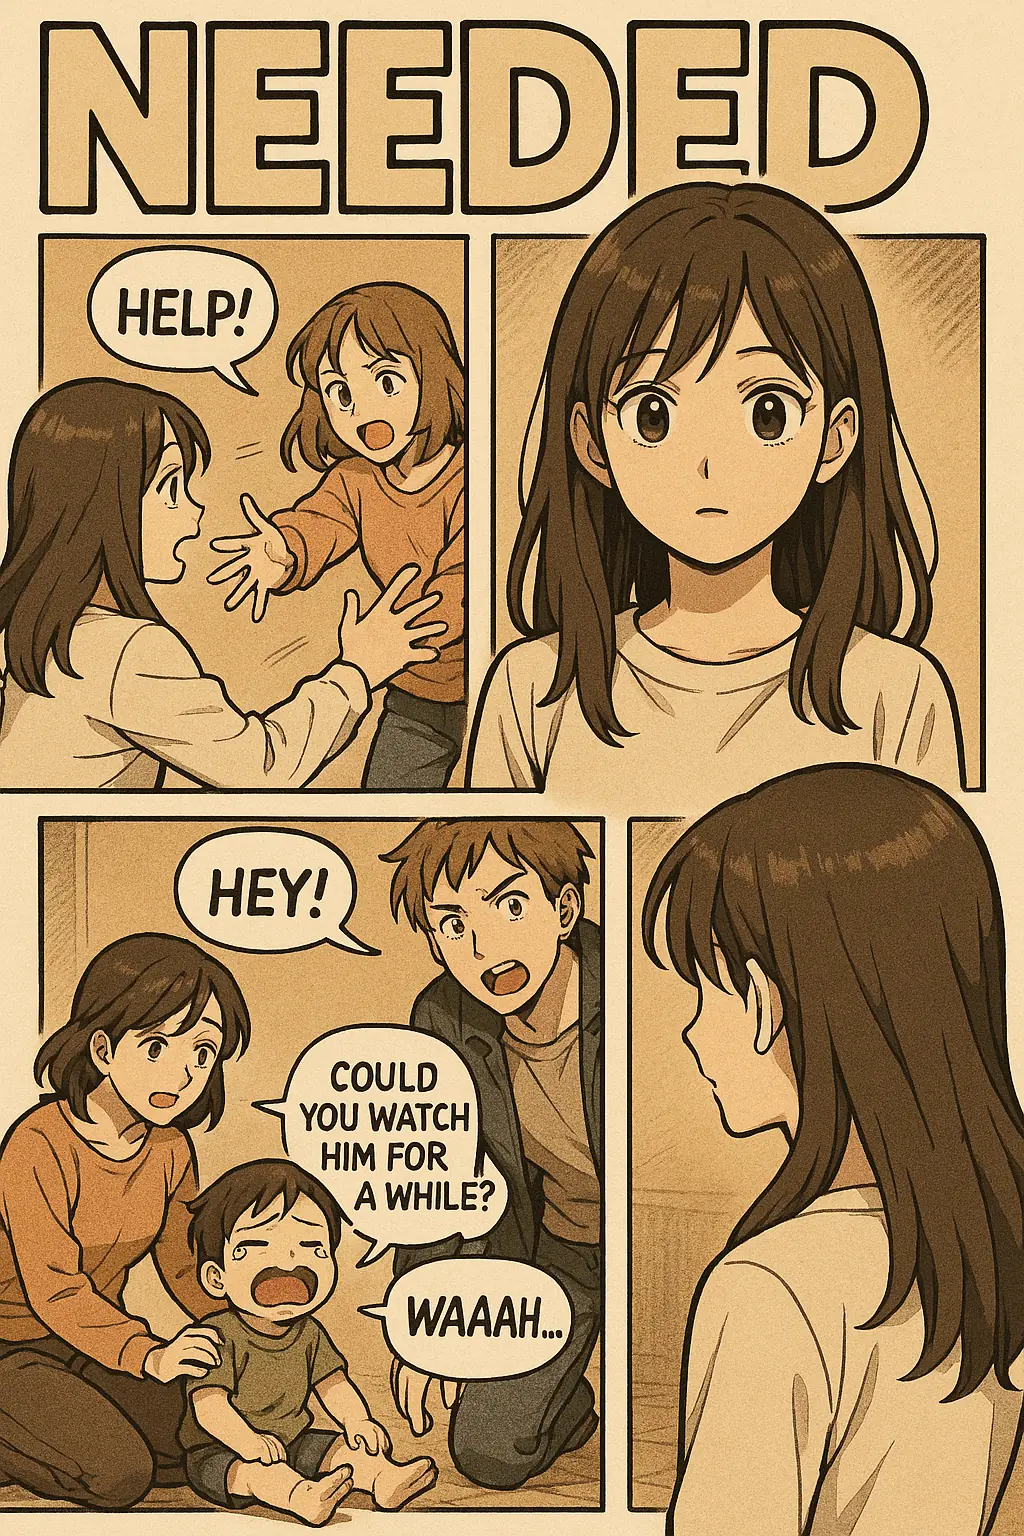 NEEDED
HELP!
HEY!
COULD
YOU WATCH
HIM FOR
A WHILE?
WAAAH...